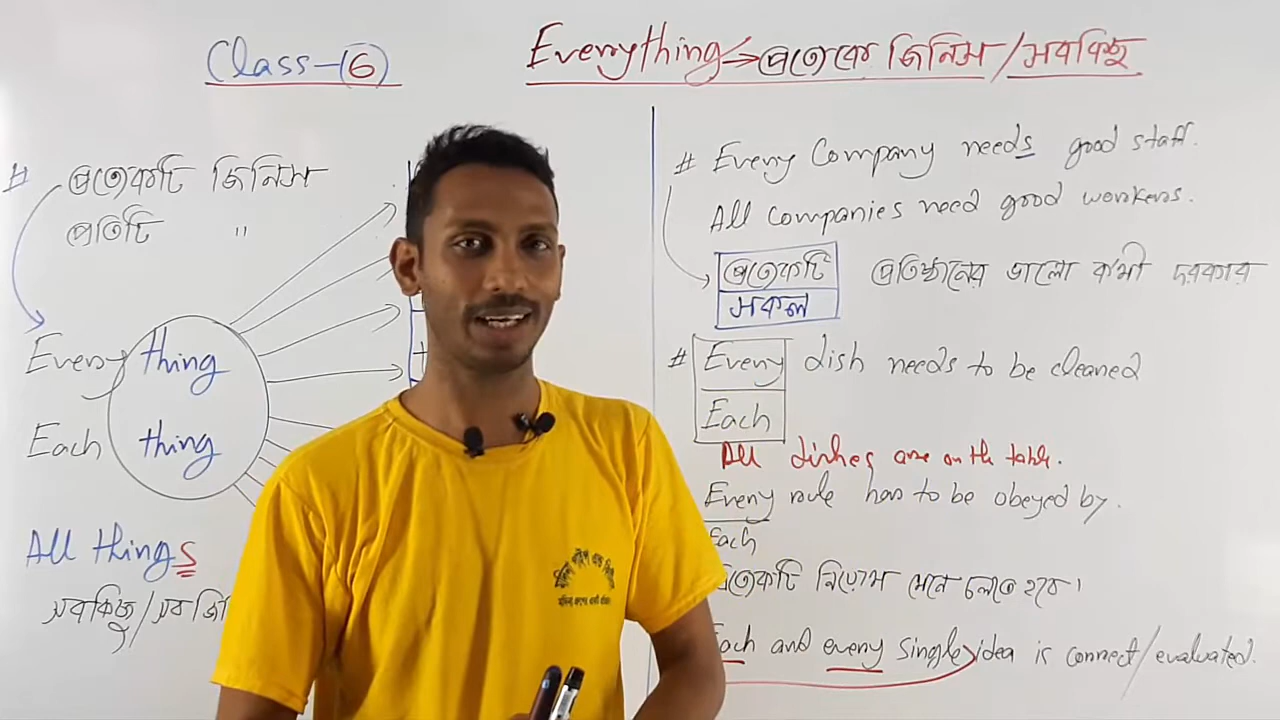 Class-6
Everything → প্রত্যেক জিনিস / সবকিছু
# প্রত্যেকটি জিনিস
প্রতিটি "
Every thing
Each thing
All things
সবকিছু/সব জি
# Every Company needs good staff.
All companies need good workers.
প্রত্যেকটি প্রতিষ্ঠানের ভালো কর্মী দরকার
সকল
# Every dish needs to be cleaned
Each
All dishes are on the table.
Every rule has to be obeyed by.
Each
প্রত্যেকটি নিয়োম মেনে চলতে হবে।
Each and every single idea is correct/evaluated.